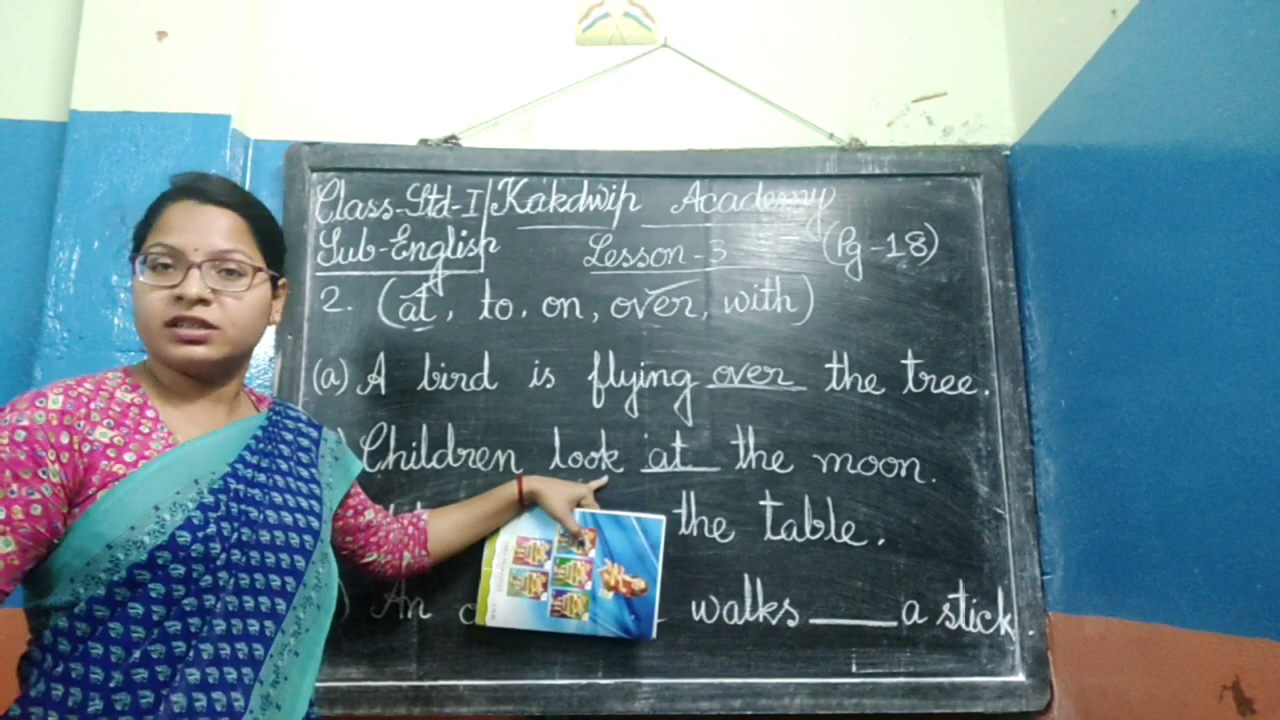 Class-Std-I Kakdwip Academy
Sub-English Lesson-3 (Pg-18)
2. (at, to, on, over, with)
(a) A bird is flying over the tree.
) Children look at the moon.
the table.
) An walks ____ a stick.